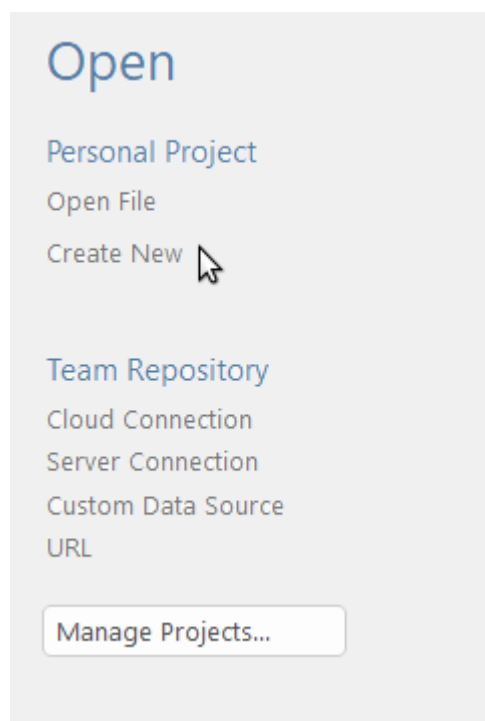 Open
Personal Project
Open File
Create New
Team Repository
Cloud Connection
Server Connection
Custom Data Source
URL
Manage Projects...